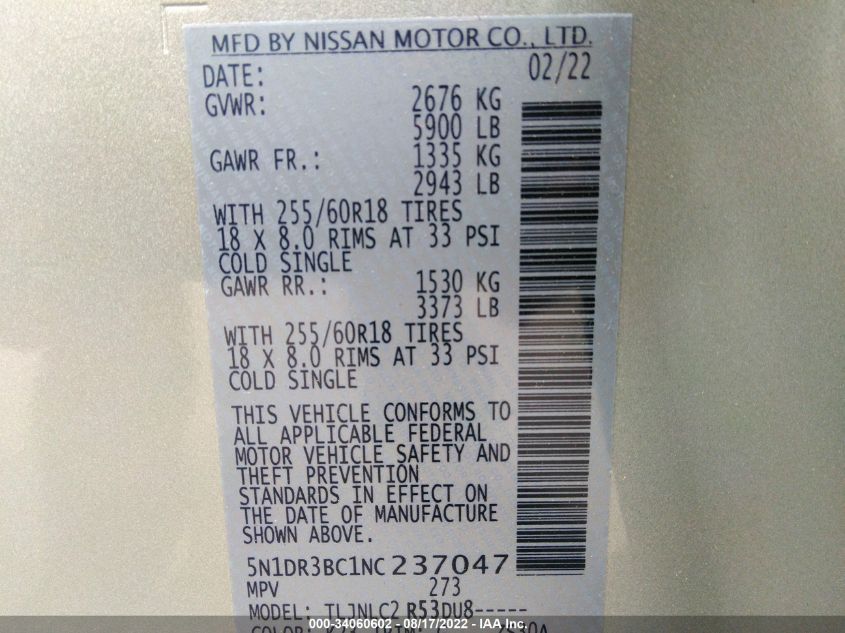 MFD BY NISSAN MOTOR CO., LTD.
DATE: 02/22
GVWR: 2676 KG
5900 LB
GAWR FR.: 1335 KG
2943 LB
WITH 255/60R18 TIRES
18 X 8.0 RIMS AT 33 PSI
COLD SINGLE
GAWR RR.: 1530 KG
3373 LB
WITH 255/60R18 TIRES
18 X 8.0 RIMS AT 33 PSI
COLD SINGLE
THIS VEHICLE CONFORMS TO
ALL APPLICABLE FEDERAL
MOTOR VEHICLE SAFETY AND
THEFT PREVENTION
STANDARDS IN EFFECT ON
THE DATE OF MANUFACTURE
SHOWN ABOVE.
5N1DR3BC1NC237047
MPV 273
MODEL: TLJNLC2 R53DU8-----
COLOR:
000-34060602 - 08/17/2022 - © IAA Inc.